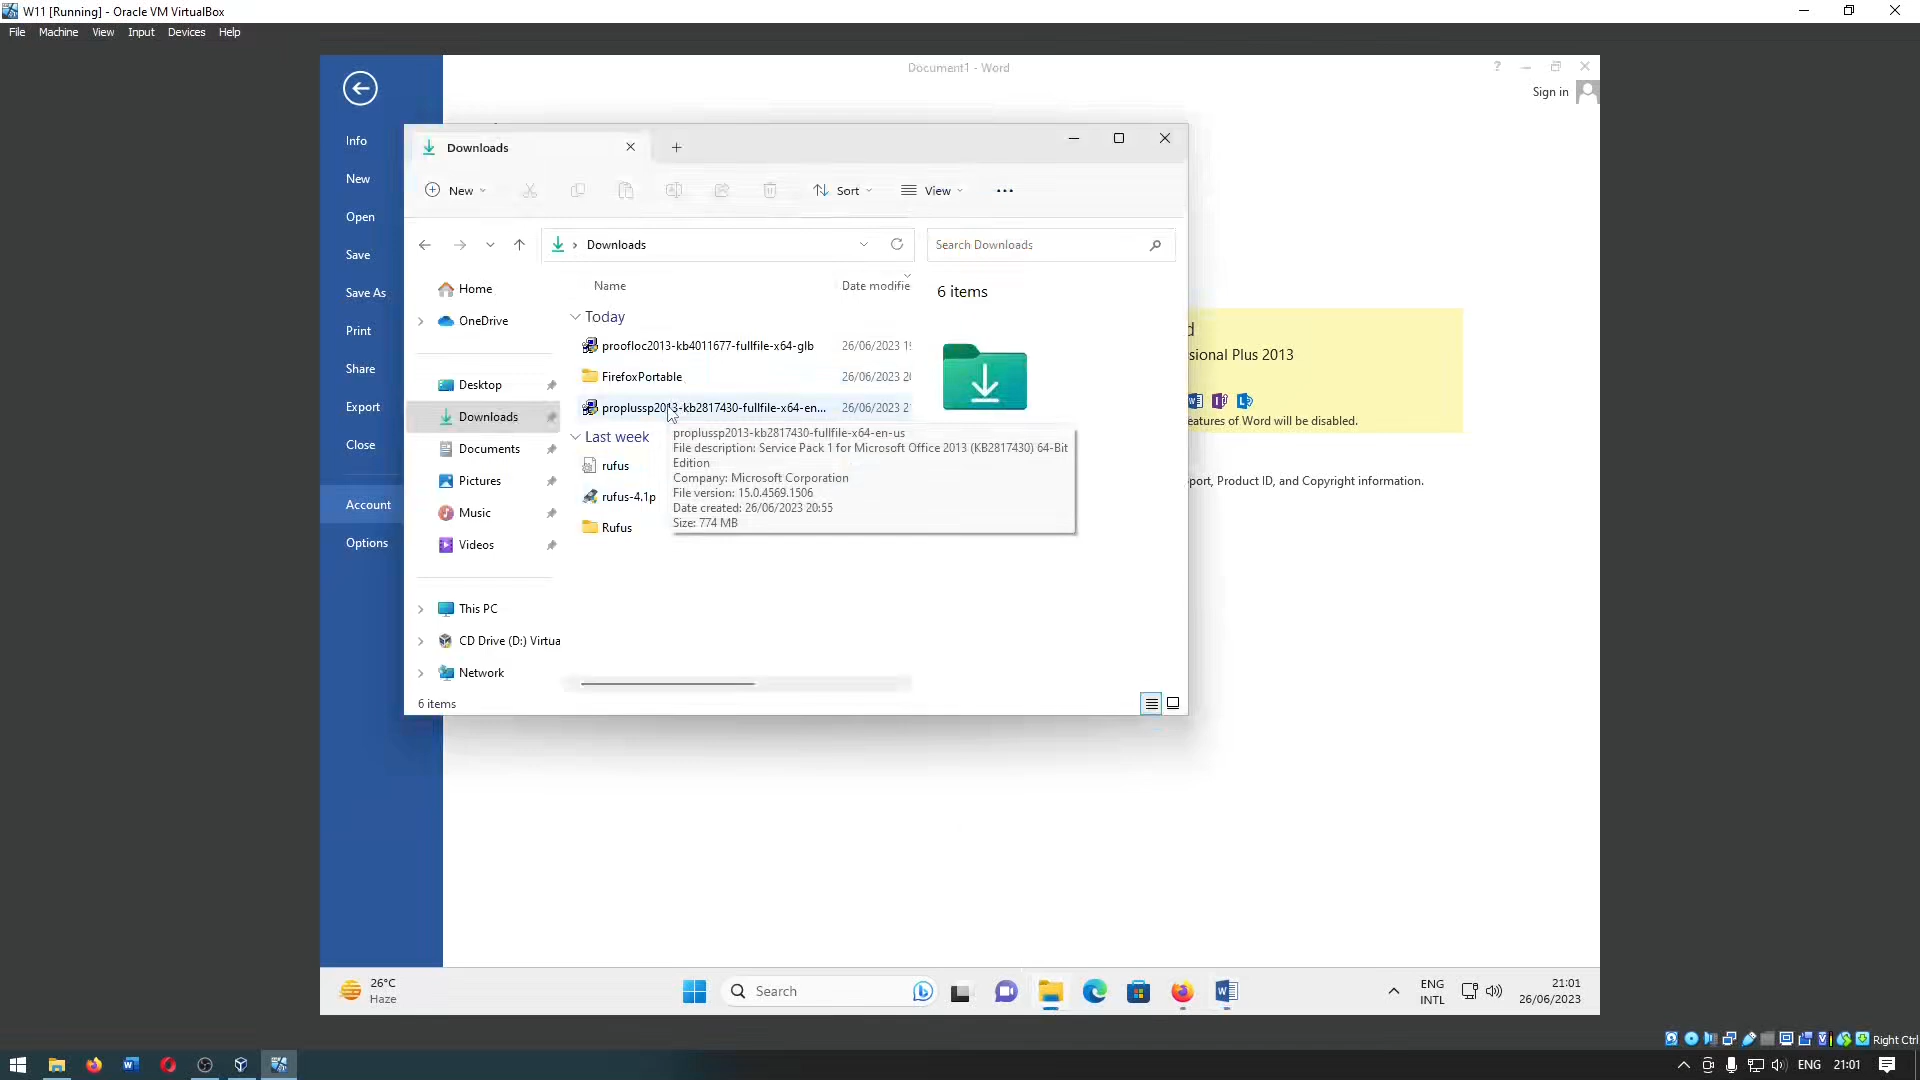 W11 [Running] - Oracle VM VirtualBox
File Machine View Input Devices Help
Document1 - Word
?
Sign in
Info
New
Open
Save
Save As
Print
Share
Export
Close
Account
Options
Downloads
New
Sort
View
Downloads
Search Downloads
Home
OneDrive
Desktop
Downloads
Documents
Pictures
Music
Videos
This PC
CD Drive (D:) Virtua
Network
6 items
Name Date modifie
Today
proofloc2013-kb4011677-fullfile-x64-glb 26/06/2023 19
FirefoxPortable 26/06/2023 20
proplussp2013-kb2817430-fullfile-x64-en... 26/06/2023 2
Last week
rufus
rufus-4.1p
Rufus
6 items
proplussp2013-kb2817430-fullfile-x64-en-us
File description: Service Pack 1 for Microsoft Office 2013 (KB2817430) 64-Bit
Edition
Company: Microsoft Corporation
File version: 15.0.4569.1506
Date created: 26/06/2023 20:55
Size: 774 MB
d
sional Plus 2013
eatures of Word will be disabled.
port, Product ID, and Copyright information.
26°C
Haze
Search
ENG
INTL
21:01
26/06/2023
Right Ctrl
ENG 21:01